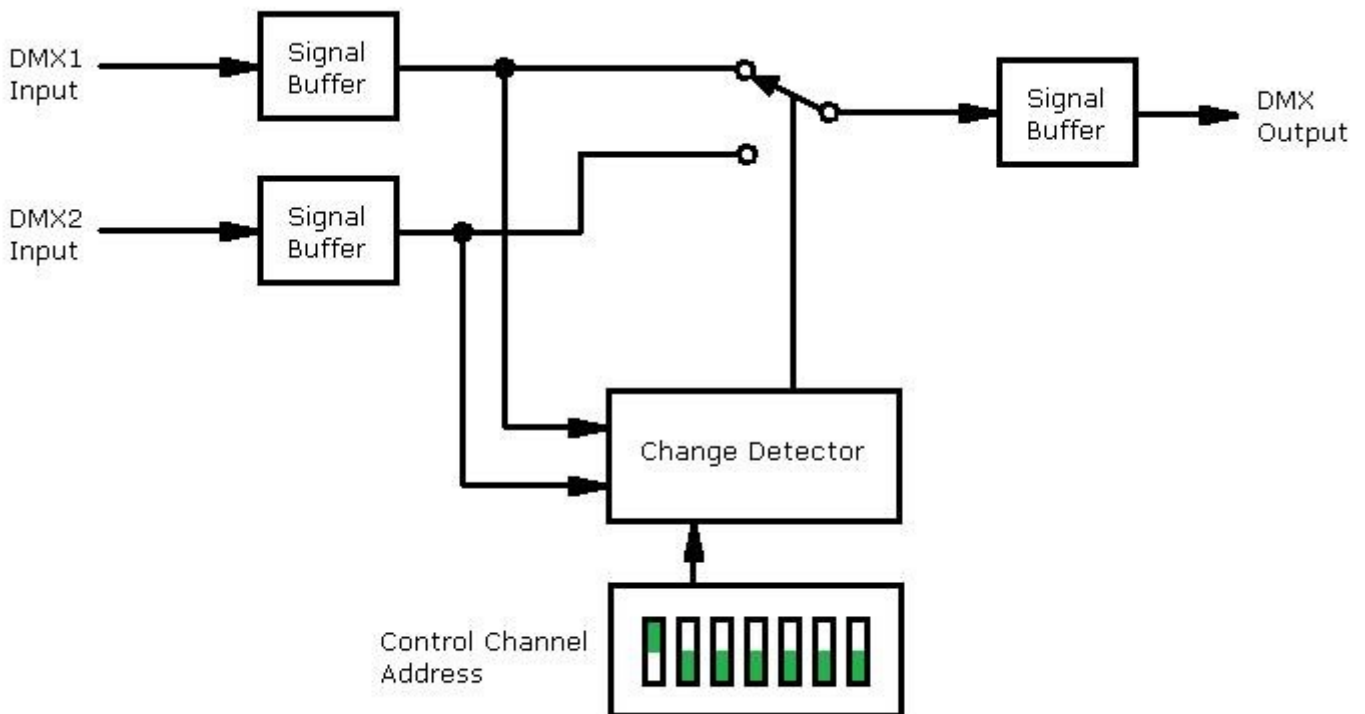 DMX1
Input
Signal
Buffer
Signal
Buffer
DMX
Output
DMX2
Input
Signal
Buffer
Change Detector
Control Channel
Address